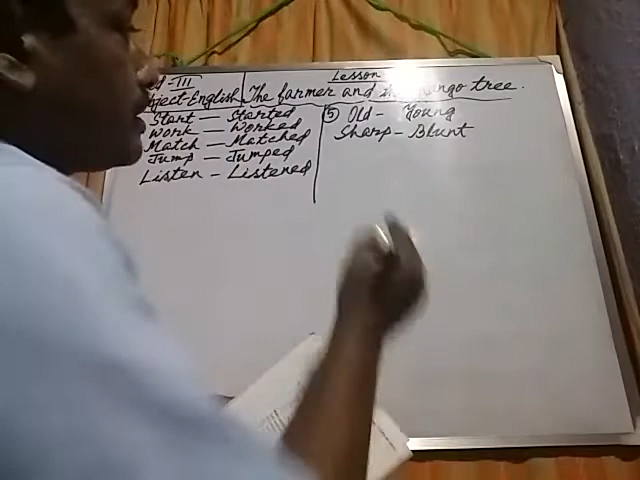 III
Lesson
Subject-English The farmer and the mango tree.
Start — Started
Work — Worked
Match — Matched
Jump — Jumped
Listen — Listened
⑤ Old - Young
Sharp - Blunt